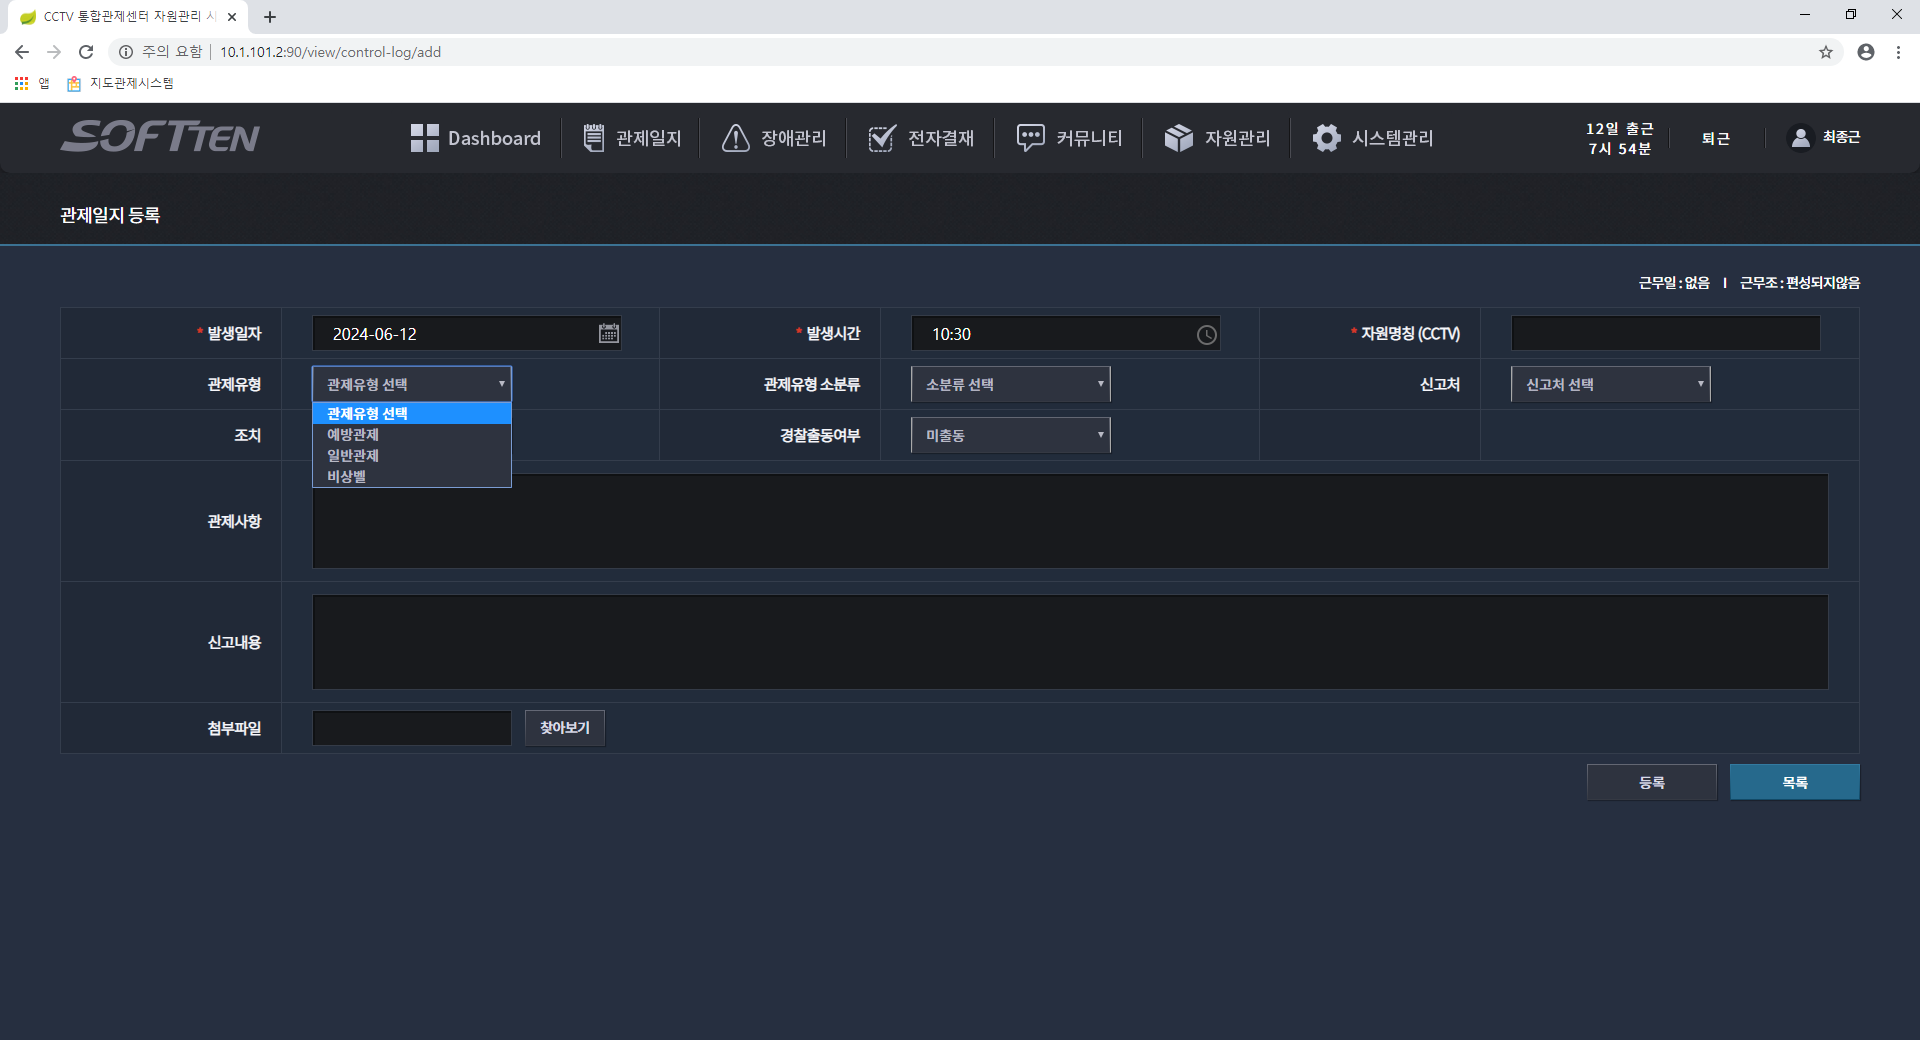 CCTV 통합관제센터 자원관리 시
주의 요함 | 10.1.101.2:90/view/control-log/add
앱 지도관제시스템
SOFTTEN
Dashboard
관제일지
장애관리
전자결재
커뮤니티
자원관리
시스템관리
12일 출근
7시 54분
퇴근
최종근
관제일지 등록
근무일 : 없음 I 근무조 : 편성되지않음
* 발생일자 2024-06-12 * 발생시간 10:30 * 자원명칭 (CCTV)
관제유형 관제유형 선택 관제유형 소분류 소분류 선택 신고처 신고처 선택
관제유형 선택
예방관제
일반관제
비상벨
조치 경찰출동여부 미출동
관제사항
신고내용
첨부파일 찾아보기
등록 목록